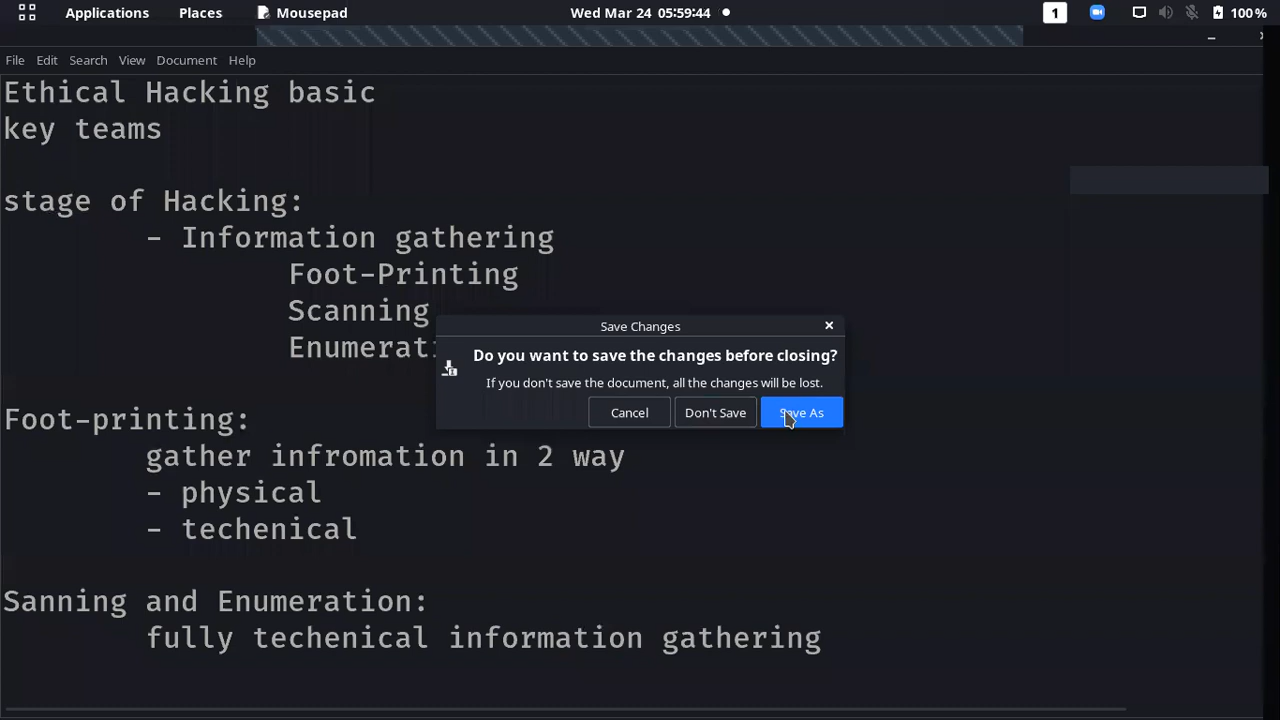 Applications Places Mousepad Wed Mar 24 05:59:44 1 100%
File Edit Search View Document Help
Ethical Hacking basic
key teams
stage of Hacking:
- Information gathering
Foot-Printing
Scanning
Enumerati
Save Changes
Do you want to save the changes before closing?
If you don't save the document, all the changes will be lost.
Cancel Don't Save Save As
Foot-printing:
gather infromation in 2 way
- physical
- techenical
Sanning and Enumeration:
fully techenical information gathering